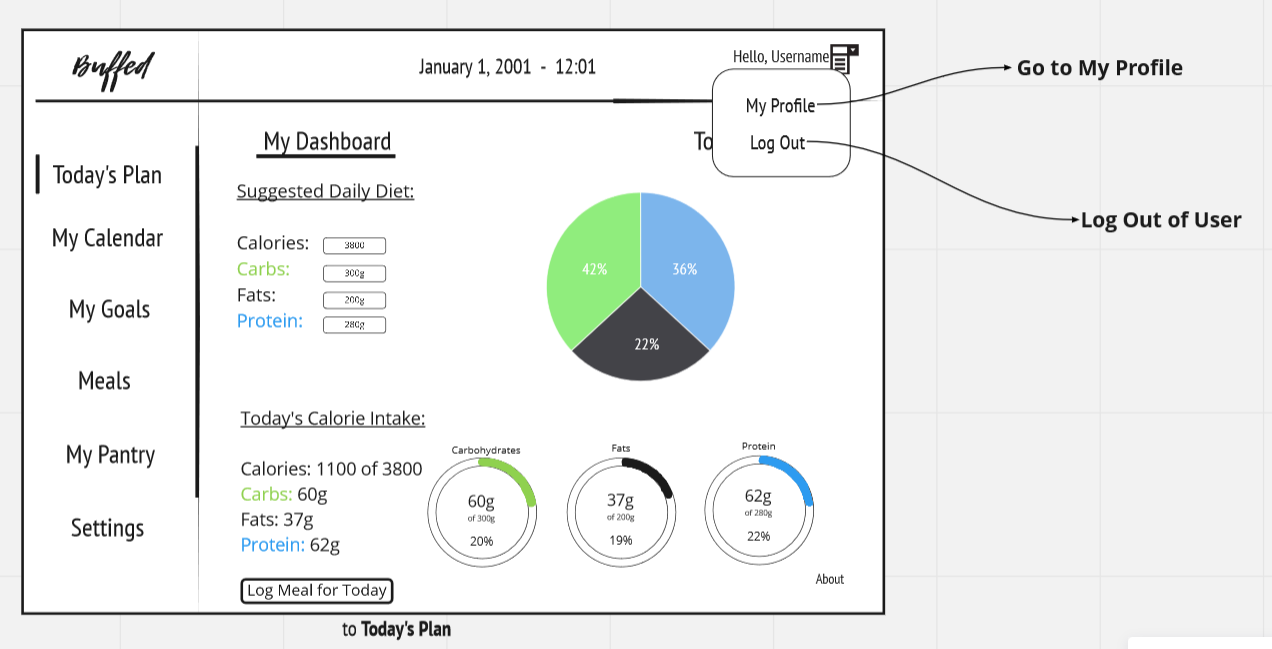 Buffed
January 1, 2001 - 12:01
Hello, Username
My Profile
Log Out
Go to My Profile
Log Out of User
Today's Plan
My Calendar
My Goals
Meals
My Pantry
Settings
My Dashboard
To
Suggested Daily Diet:
Calories: 3800
Carbs: 300g
Fats: 200g
Protein: 280g
42%
36%
22%
Today's Calorie Intake:
Calories: 1100 of 3800
Carbs: 60g
Fats: 37g
Protein: 62g
Carbohydrates
60g
of 300g
20%
Fats
37g
of 200g
19%
Protein
62g
of 280g
22%
Log Meal for Today
About
to Today's Plan